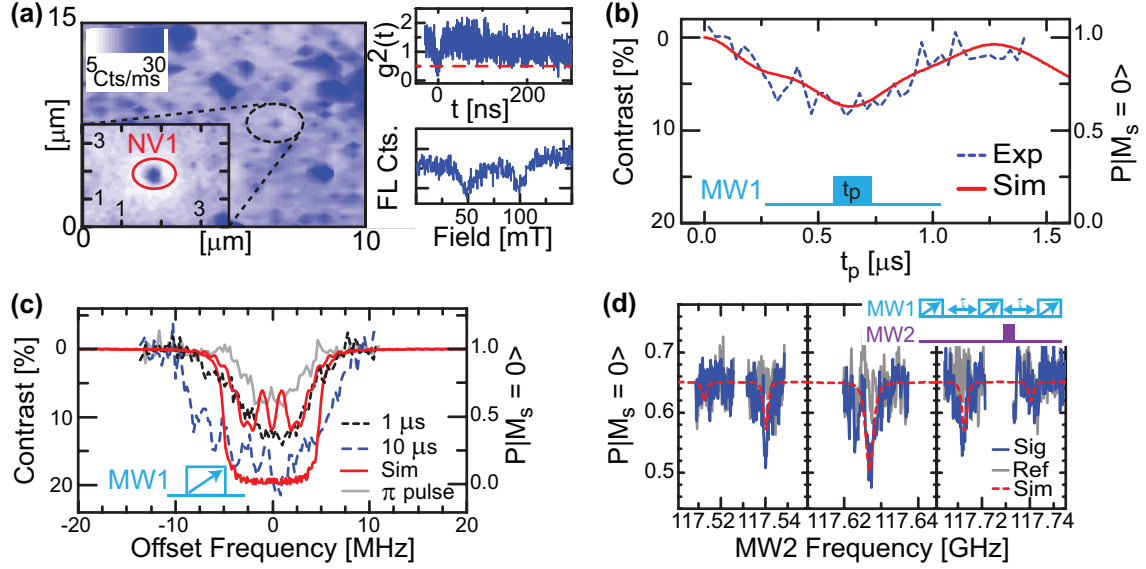 (a)
15
[μm]
0
5 30
Cts/ms
NV1
3
1
1 3
0 [μm] 10
g²(t)
2
1
0
0 200
t [ns]
FL Cts.
50 100
Field [mT]
(b)
Contrast [%]
0
10
20
P|M_s = 0>
1.0
0.5
0.0
Exp
Sim
MW1
t_p
0.0 0.5 1.0 1.5
t_p [μs]
(c)
Contrast [%]
0
10
20
P|M_s = 0>
1.0
0.5
0.0
1 μs
10 μs
Sim
π pulse
MW1
-20 -10 0 10 20
Offset Frequency [MHz]
(d)
MW1 τ τ
MW2
P|M_s = 0>
0.7
0.6
0.5
Sig
Ref
Sim
117.52 117.54 117.62 117.64 117.72 117.74
MW2 Frequency [GHz]